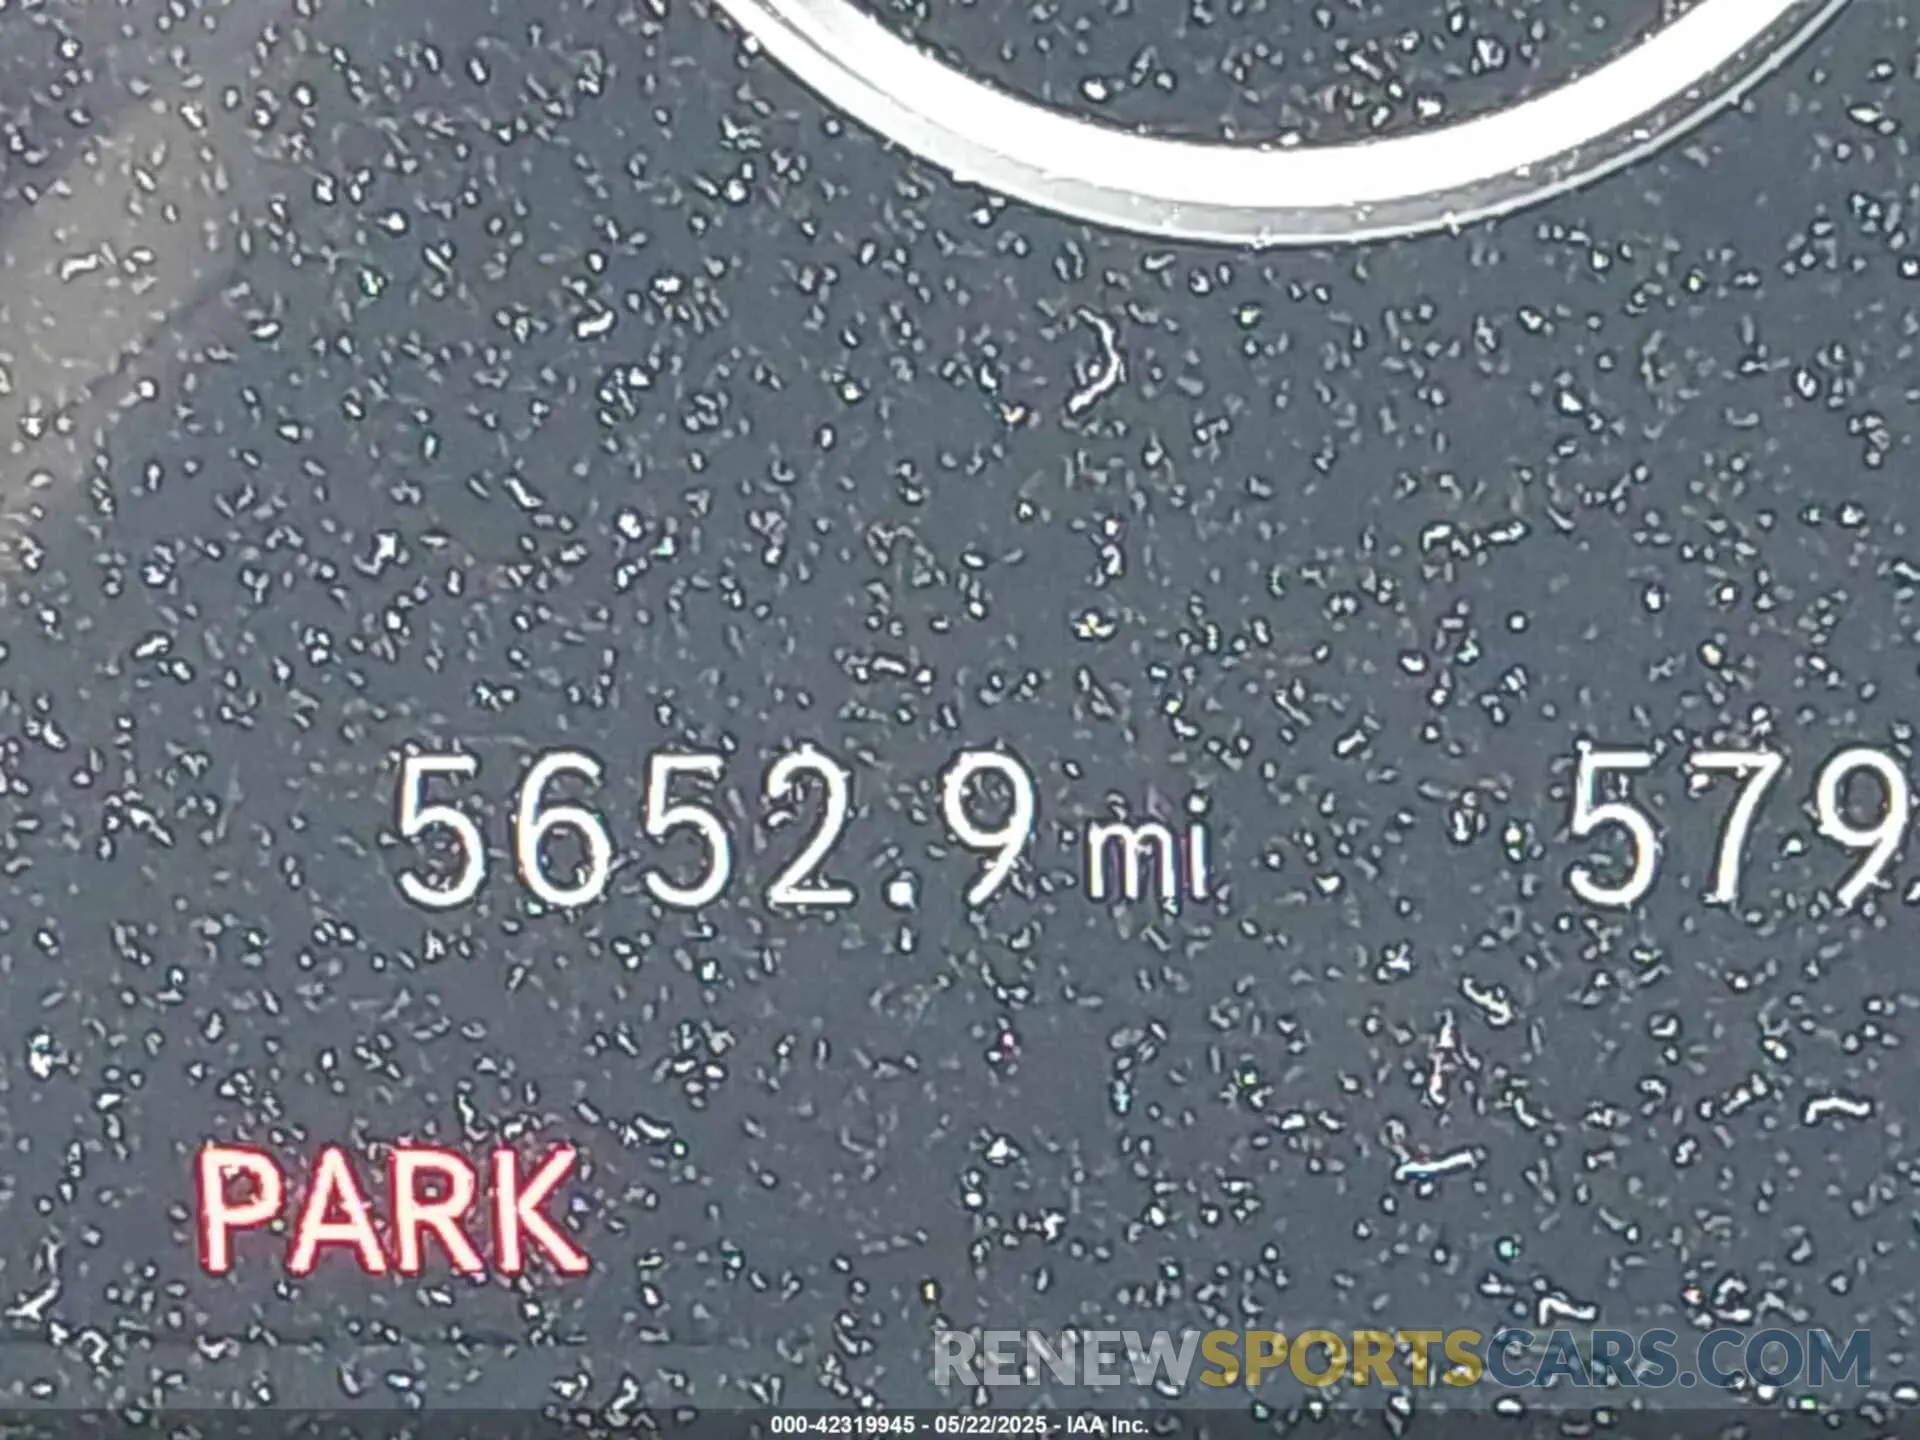 5652.9 mi 579
PARK
RENEWSPORTSCARS.COM
000-42319945 - 05/22/2025 - IAA Inc.